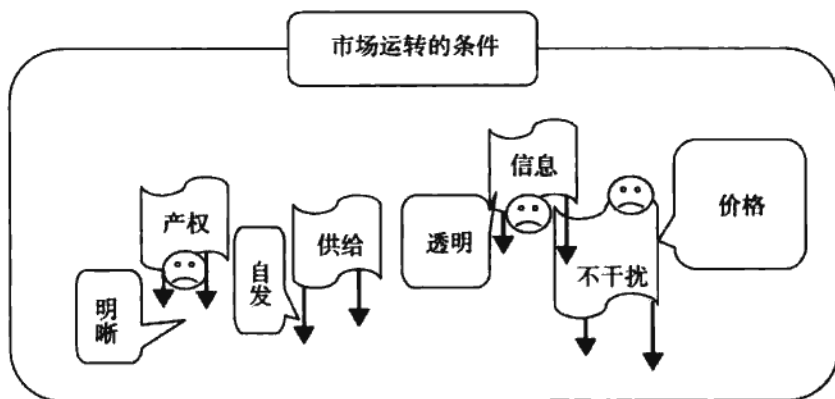 市场运转的条件
产权
明
晰
供给
自
发
信息
透明
不干扰
价格